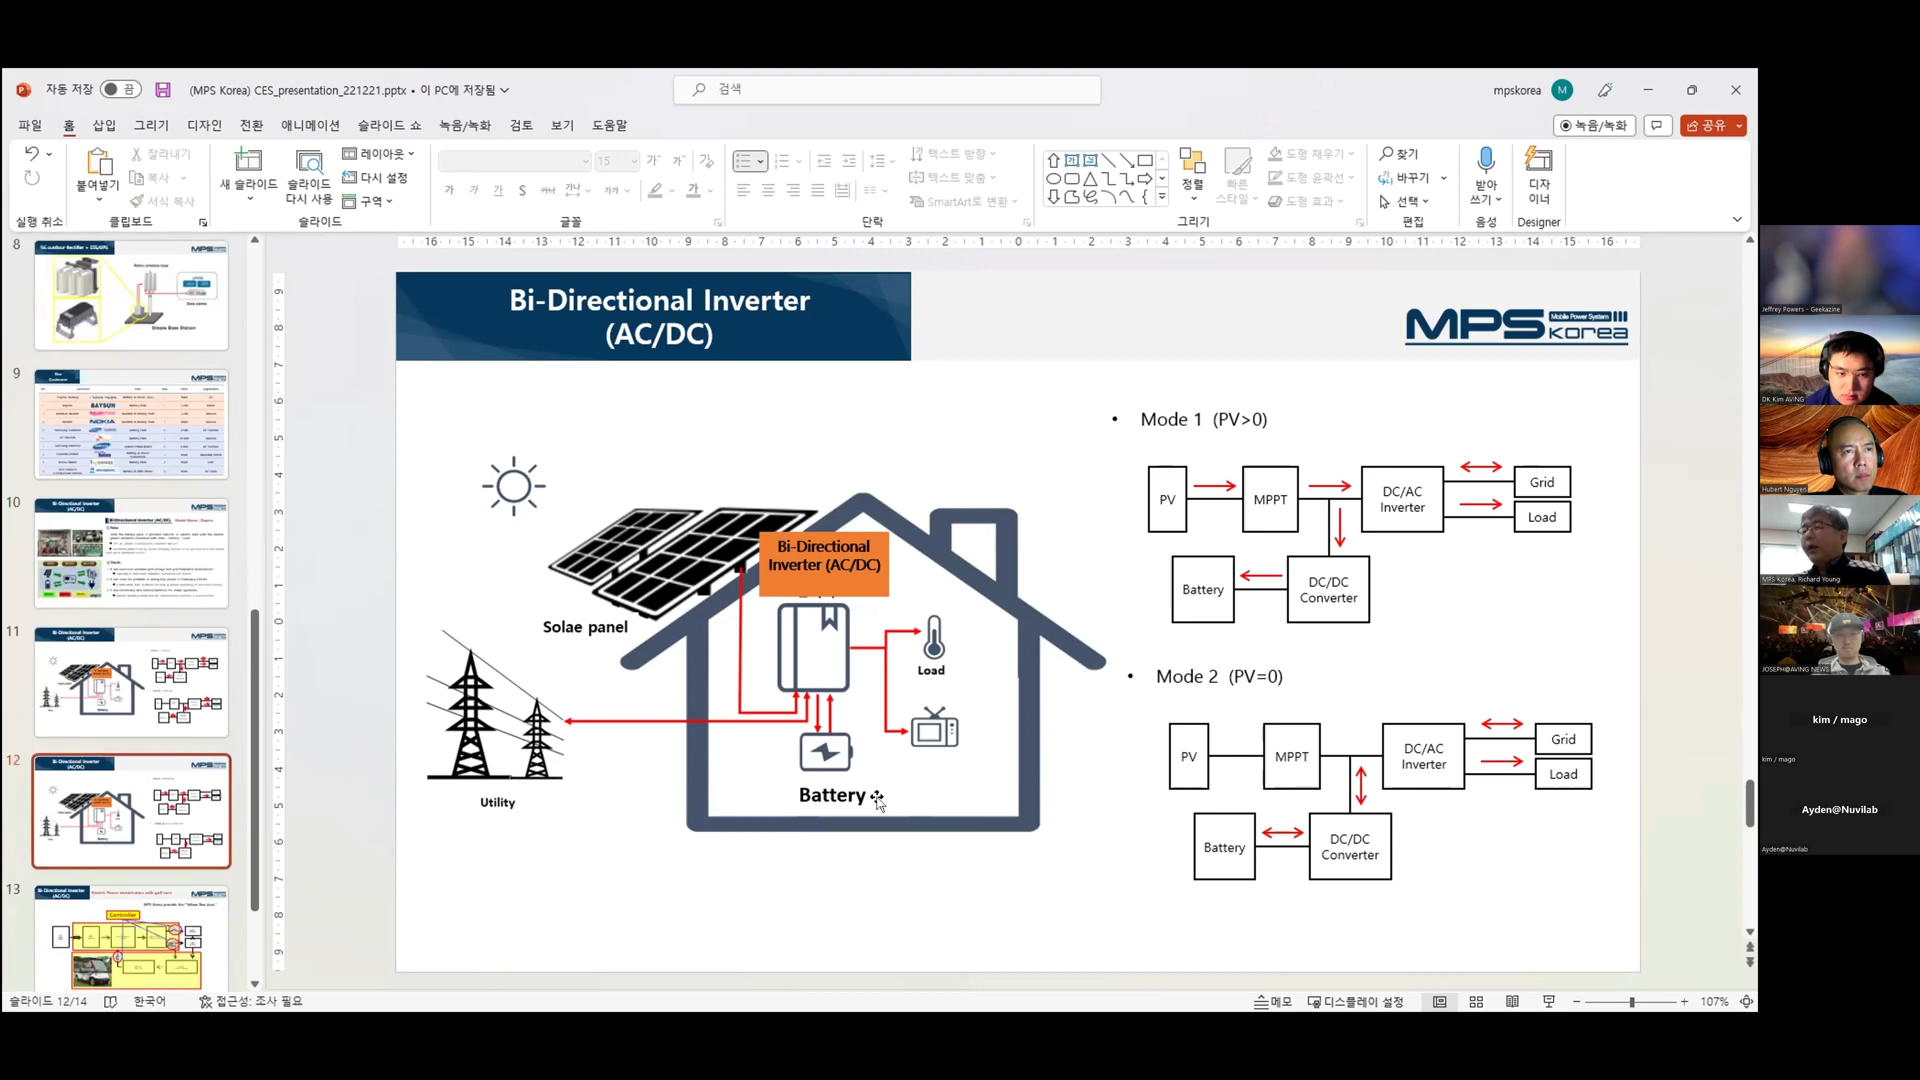 자동 저장
끔
(MPS Korea) CES_presentation_221221.pptx • 이 PC에 저장됨
검색
mpskorea
M
파일
홈
삽입
그리기
디자인
전환
애니메이션
슬라이드 쇼
녹음/녹화
검토
보기
도움말
녹음/녹화
공유
붙여넣기
잘라내기
복사
서식 복사
새 슬라이드
슬라이드
다시 사용
레이아웃
다시 설정
구역
15
텍스트 방향
텍스트 맞춤
SmartArt로 변환
정렬
빠른
스타일
도형 채우기
도형 윤곽선
도형 효과
찾기
바꾸기
선택
받아
쓰기
디자
이너
실행 취소
클립보드
슬라이드
글꼴
단락
그리기
편집
음성
Designer
8
9
10
11
12
13
Bi-Directional Inverter
(AC/DC)
MPS
Mobile Power System
Korea
Bi-Directional
Inverter (AC/DC)
Solae panel
Load
Utility
Battery
• Mode 1 (PV>0)
PV
MPPT
DC/AC
Inverter
Grid
Load
Battery
DC/DC
Converter
• Mode 2 (PV=0)
PV
MPPT
DC/AC
Inverter
Grid
Load
Battery
DC/DC
Converter
Jeffrey Powers - Geekazine
DK Kim AVING
Hubert Nguyen
MPS Korea, Richard Young
JOSEPH@AVING NEWS
kim / mago
kim / mago
Ayden@Nuvilab
Ayden@Nuvilab
슬라이드 12/14
한국어
접근성: 조사 필요
메모
디스플레이 설정
107%